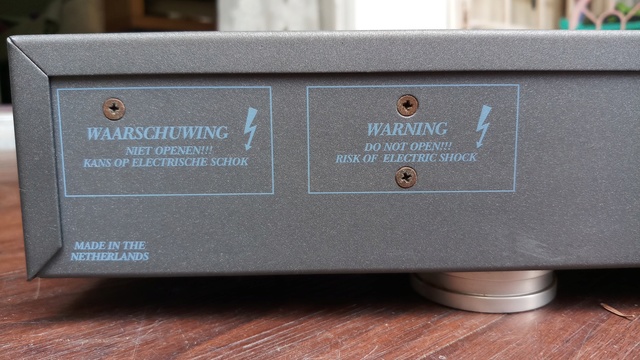 WAARSCHUWING
NIET OPENEN!!!
KANS OP ELECTRISCHE SCHOK
WARNING
DO NOT OPEN!!!
RISK OF ELECTRIC SHOCK
MADE IN THE
NETHERLANDS